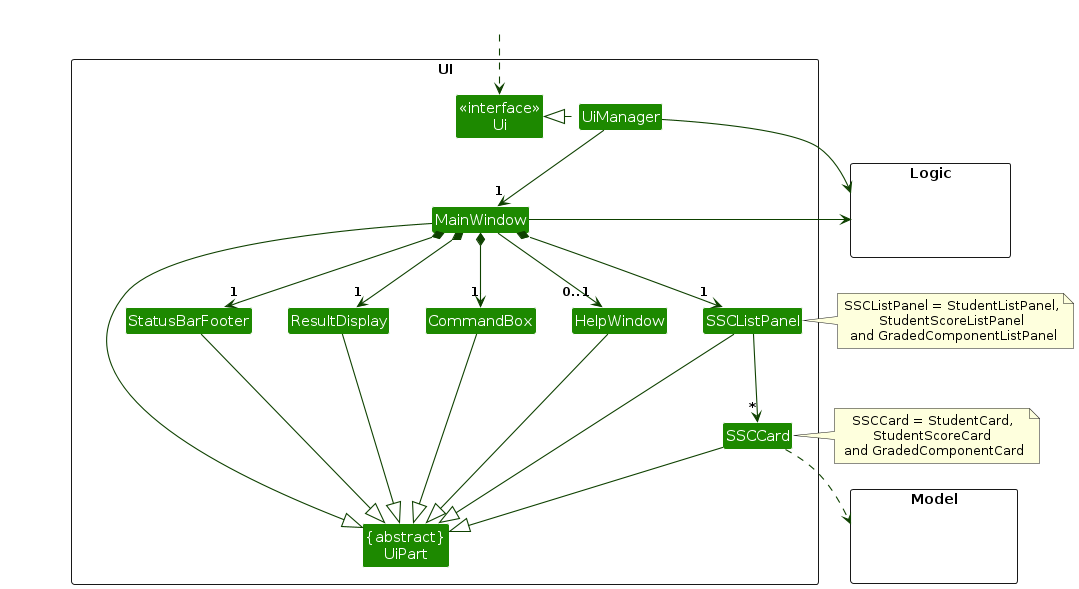 UI
«interface»
Ui
UiManager
Logic
1
MainWindow
1
1
1
0..1
1
StatusBarFooter
ResultDisplay
CommandBox
HelpWindow
SSCListPanel
SSCListPanel = StudentListPanel,
StudentScoreListPanel
and GradedComponentListPanel
*
SSCCard
SSCCard = StudentCard,
StudentScoreCard
and GradedComponentCard
Model
{abstract}
UiPart